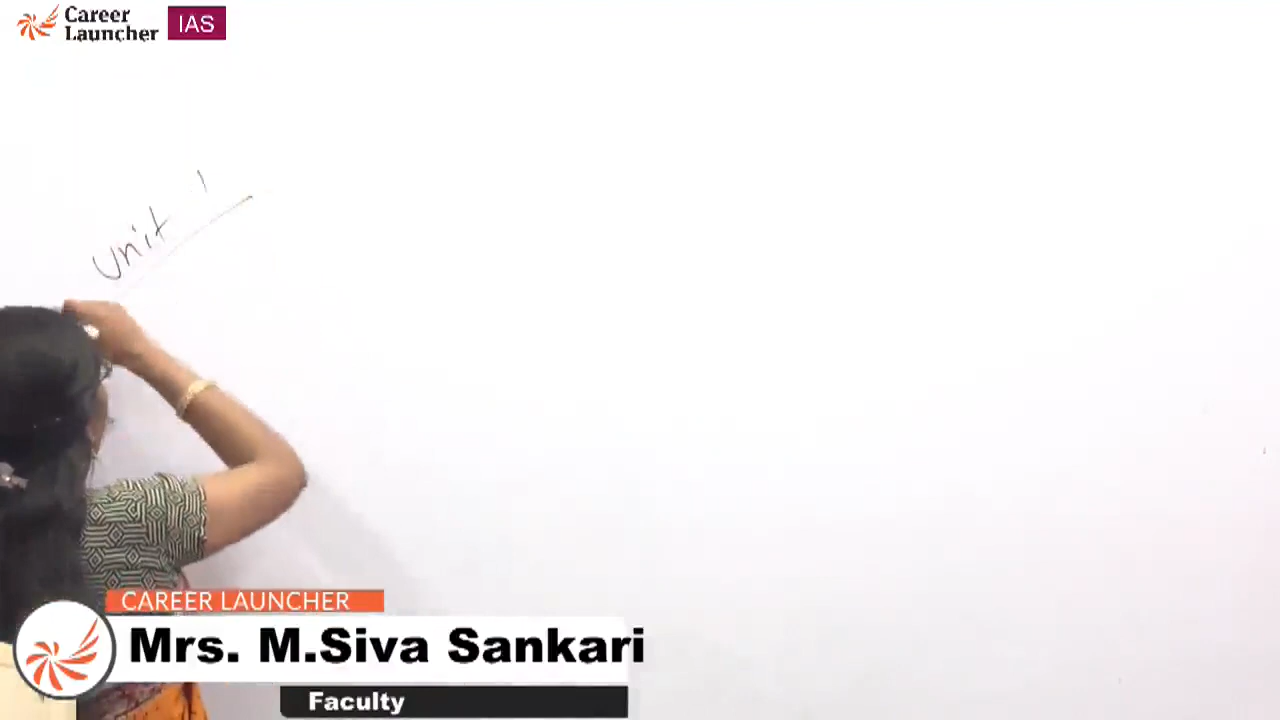 Career
Launcher
IAS
Unit - 1
CAREER LAUNCHER
Mrs. M.Siva Sankari
Faculty